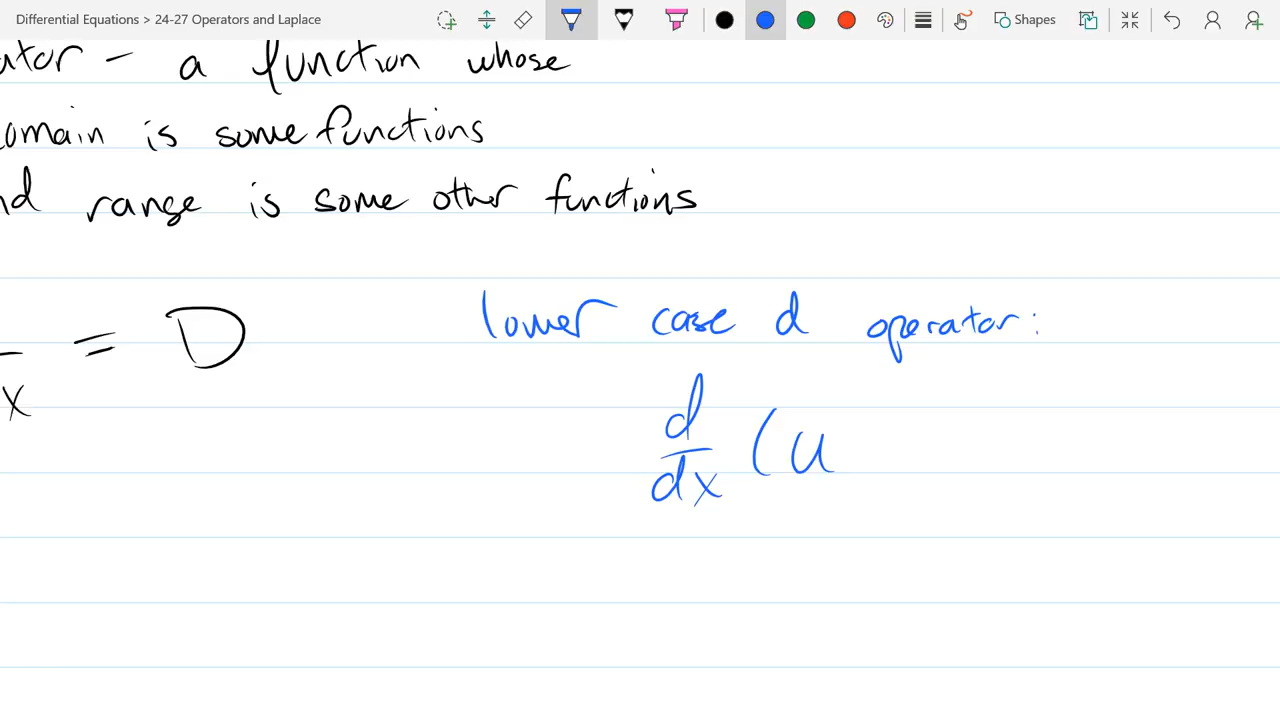 Differential Equations > 24-27 Operators and Laplace
Shapes
ator - a function whose
omain is some functions
nd range is some other functions
x = D
lower case d operator:
d
dx (u